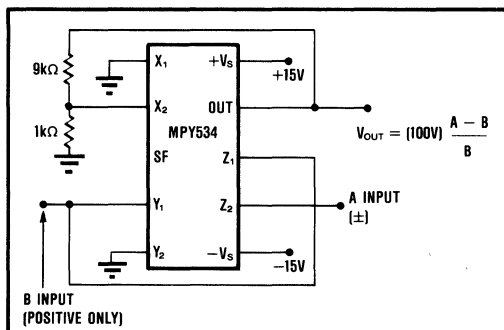 9kΩ
1kΩ
X₁
X₂
SF
Y₁
Y₂
MPY534
+Vₛ
OUT
Z₁
Z₂
−Vₛ
+15V
V_OUT = (100V) A − B / B
A INPUT
(±)
−15V
B INPUT
(POSITIVE ONLY)